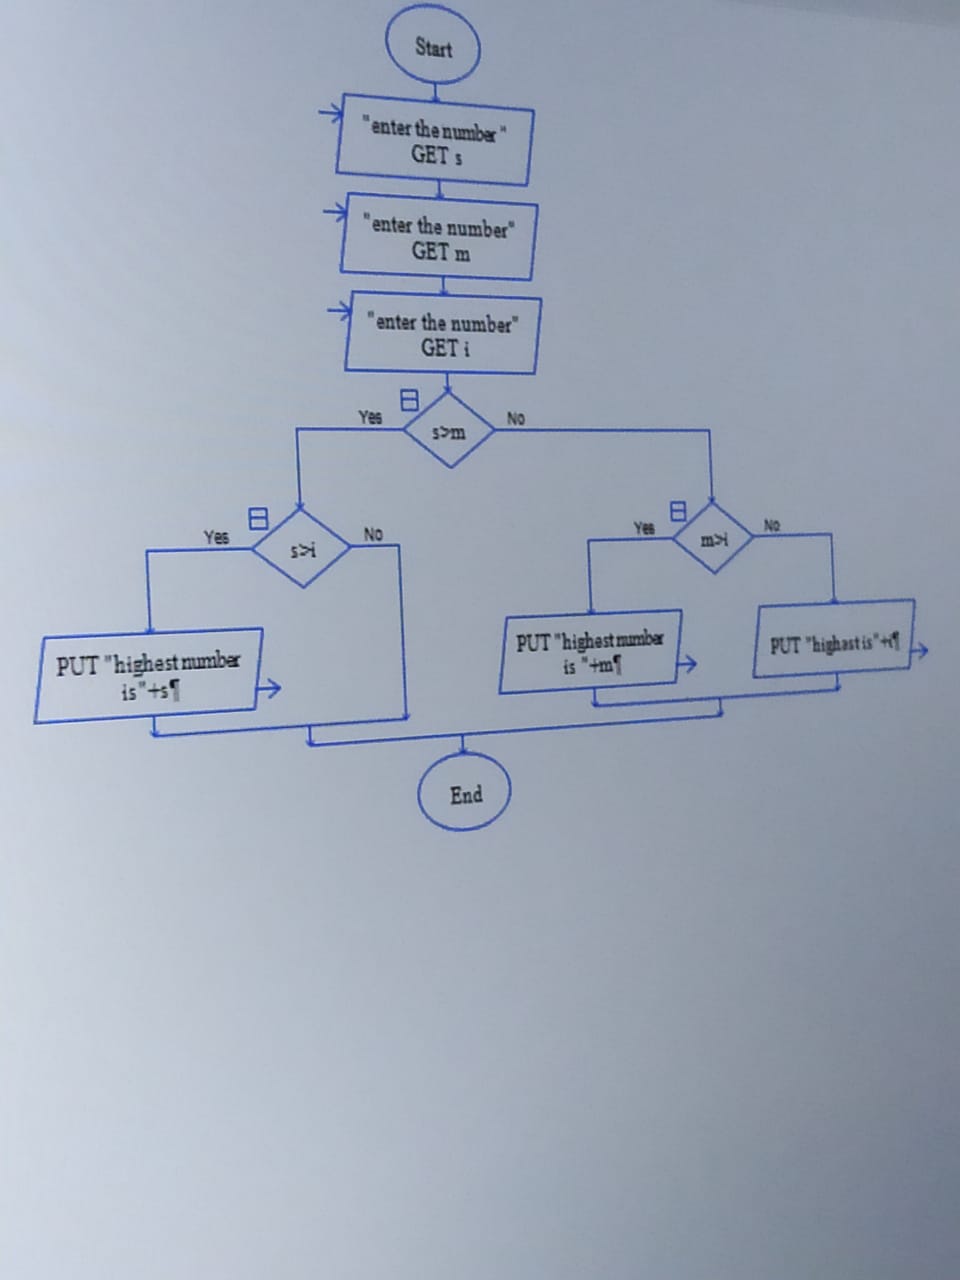 Start
"enter the number"
GET s
"enter the number"
GET m
"enter the number"
GET i
Yes
s>m
No
Yes
s>i
No
Yes
m>i
No
PUT "highest number
is"+s¶
PUT "highest number
is "+m¶
PUT "highast is"+i¶
End